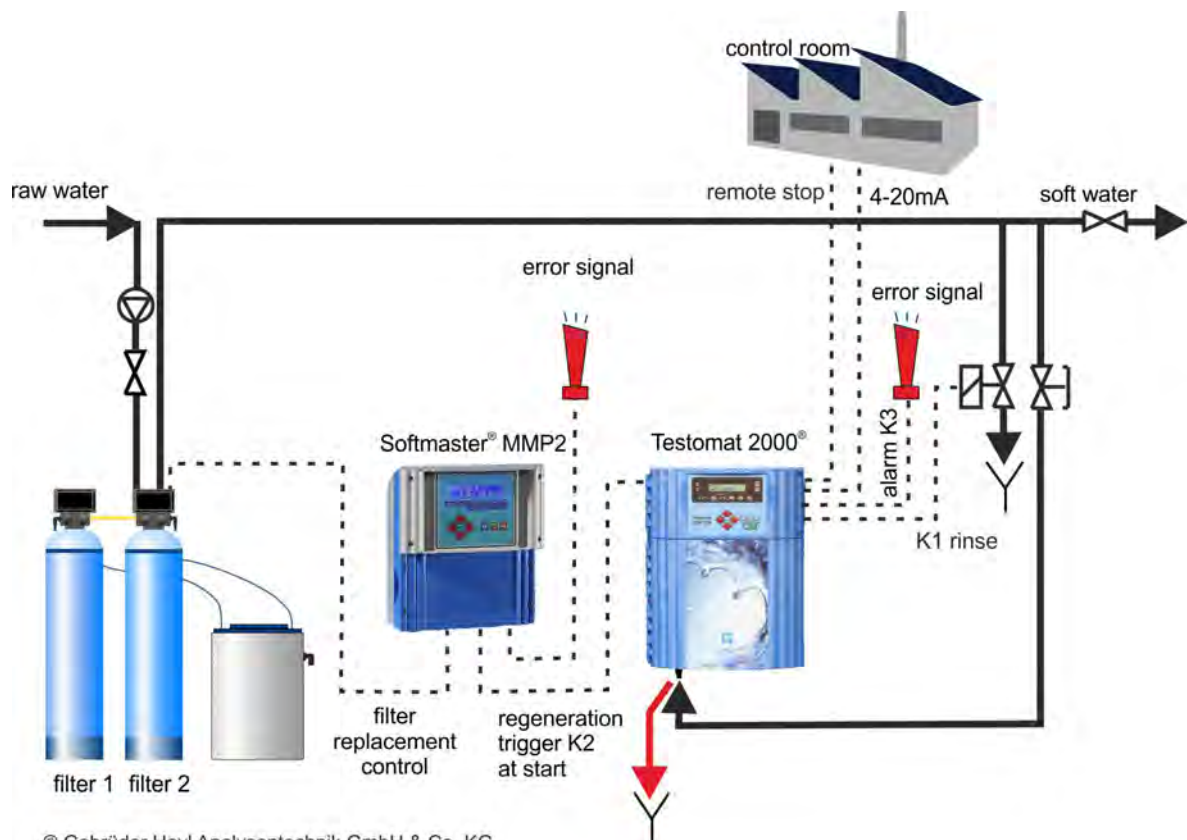 control room
raw water
remote stop
4-20mA
soft water
error signal
error signal
Softmaster® MMP2
Testomat 2000®
alarm K3
K1 rinse
filter
replacement
control
regeneration
trigger K2
at start
filter 1
filter 2